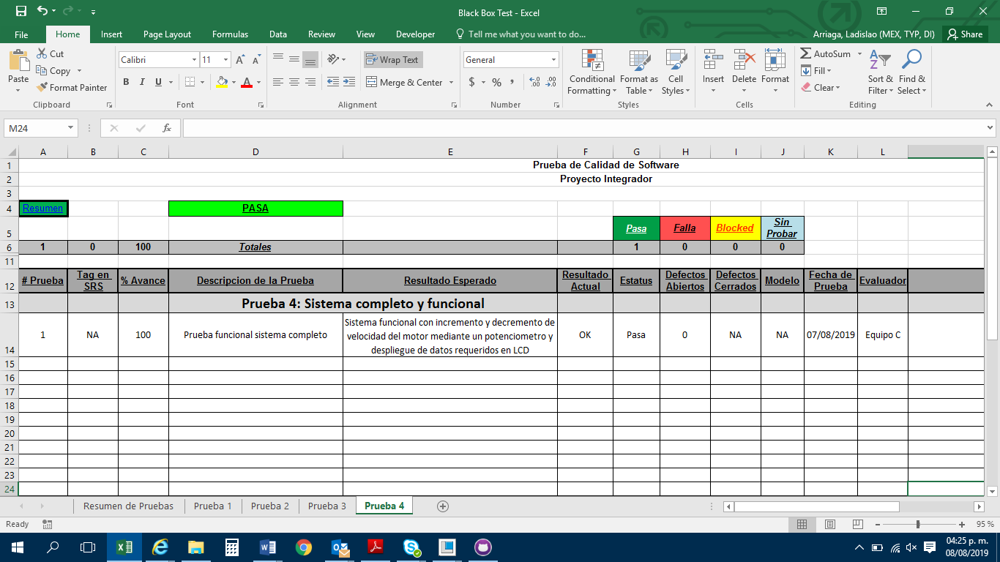 Black Box Test - Excel
File Home Insert Page Layout Formulas Data Review View Developer Tell me what you want to do... Arriaga, Ladislao (MEX, TYP, DI) Share
Paste
Cut
Copy
Format Painter
Clipboard
Calibri 11 A A
B I U A
Font
Wrap Text
Merge & Center
Alignment
General
$ % ,
Number
Conditional Formatting
Format as Table
Cell Styles
Styles
Insert Delete Format
Cells
AutoSum
Fill
Clear
Sort & Filter
Find & Select
Editing
M24 fx
A B C D E F G H I J K L
1 Prueba de Calidad de Software
2 Proyecto Integrador
3
4 Resumen PASA
5 Pasa Falla Blocked Sin Probar
6 1 0 100 Totales 1 0 0 0
11
12 # Prueba Tag en SRS % Avance Descripcion de la Prueba Resultado Esperado Resultado Actual Estatus Defectos Abiertos Defectos Cerrados Modelo Fecha de Prueba Evaluador
13 Prueba 4: Sistema completo y funcional
14 1 NA 100 Prueba funcional sistema completo Sistema funcional con incremento y decremento de velocidad del motor mediante un potenciometro y despliegue de datos requeridos en LCD OK Pasa 0 NA NA 07/08/2019 Equipo C
15
16
17
18
19
20
21
22
23
24
Resumen de Pruebas Prueba 1 Prueba 2 Prueba 3 Prueba 4
Ready 95 %
04:25 p. m.
08/08/2019